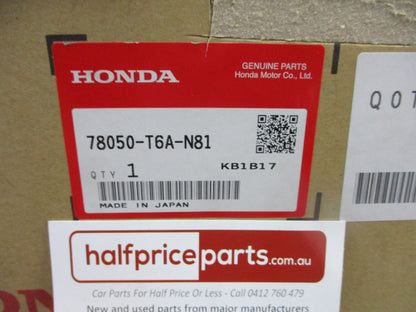 HONDA
GENUINE PARTS
Honda Motor Co., Ltd.
78050-T6A-N81
QTY 1
KB1B17
MADE IN JAPAN
QOT
halfpriceparts.com.au
Car Parts For Half Price Or Less - Call 0412 760 479
New and used parts from major manufacturers